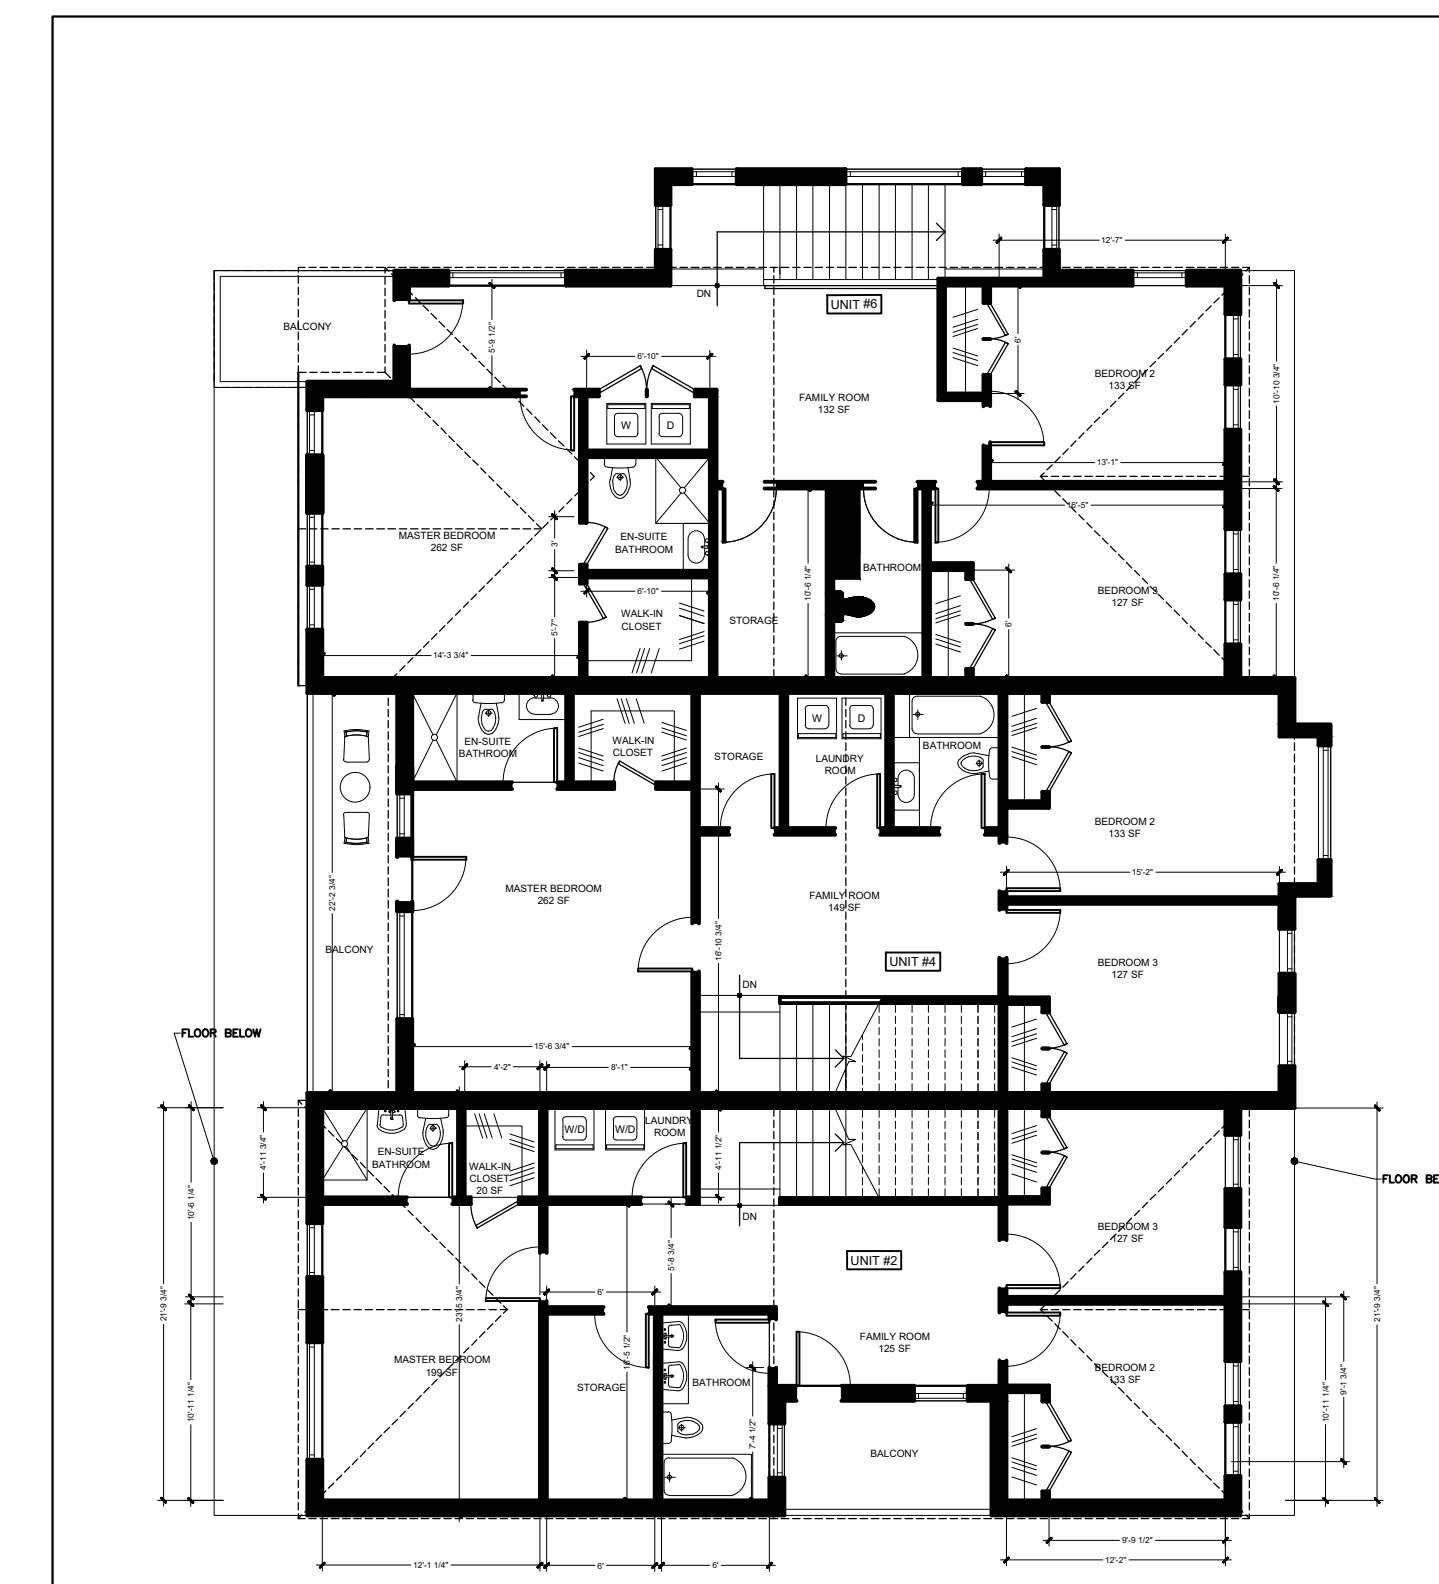 12'-7"
DN
UNIT #6
BALCONY
5'-9 1/2"
6'-10"
6'
BEDROOM 2
133 SF
10'-10 3/4"
FAMILY ROOM
132 SF
W
D
13'-1"
16'-5"
MASTER BEDROOM
262 SF
3'
EN-SUITE
BATHROOM
BATHROOM
10'-6 1/4"
10'-6 1/4"
BEDROOM 3
127 SF
6'-10"
WALK-IN
CLOSET
5'-7"
STORAGE
6'
14'-3 3/4"
EN-SUITE
BATHROOM
WALK-IN
CLOSET
STORAGE
W
D
LAUNDRY
ROOM
BATHROOM
BEDROOM 2
133 SF
15'-2"
22'-2 3/4"
MASTER BEDROOM
262 SF
FAMILY ROOM
149 SF
16'-10 3/4"
BALCONY
UNIT #4
BEDROOM 3
127 SF
DN
FLOOR BELOW
15'-6 3/4"
4'-2"
8'-1"
4'-11 3/4"
EN-SUITE
BATHROOM
W/D
W/D
LAUNDRY
ROOM
4'-11 1/2"
WALK-IN
CLOSET
20 SF
FLOOR BE
10'-6 1/4"
DN
BEDROOM 3
127 SF
5'-8 3/4"
UNIT #2
21'-9 3/4"
23'-5 3/4"
6'
21'-9 3/4"
FAMILY ROOM
125 SF
MASTER BEDROOM
199 SF
16'-5 1/2"
STORAGE
BATHROOM
BEDROOM 2
133 SF
9'-1 3/4"
10'-11 1/4"
10'-11 1/4"
7'-4 1/2"
BALCONY
9'-9 1/2"
12'-1 1/4"
6'
6'
12'-2"